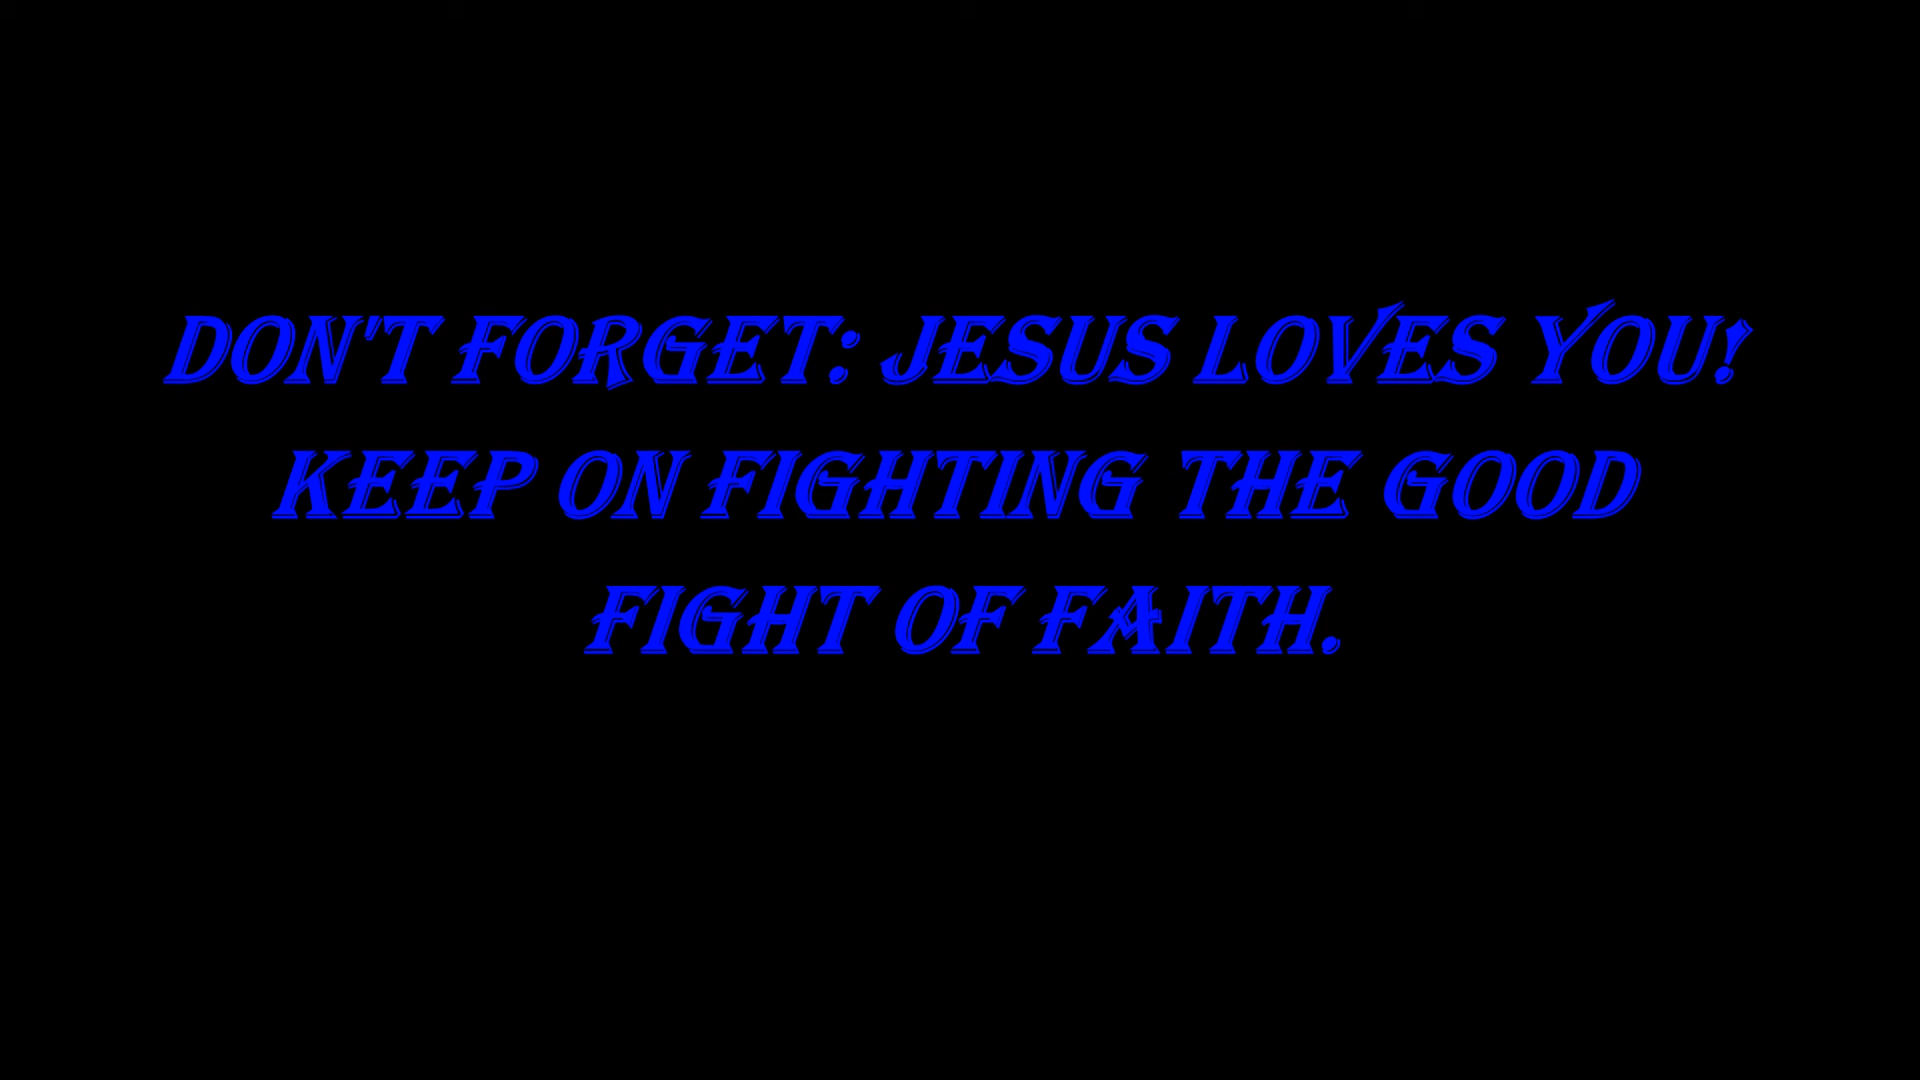 DON'T FORGET: JESUS LOVES YOU!
KEEP ON FIGHTING THE GOOD
FIGHT OF FAITH.